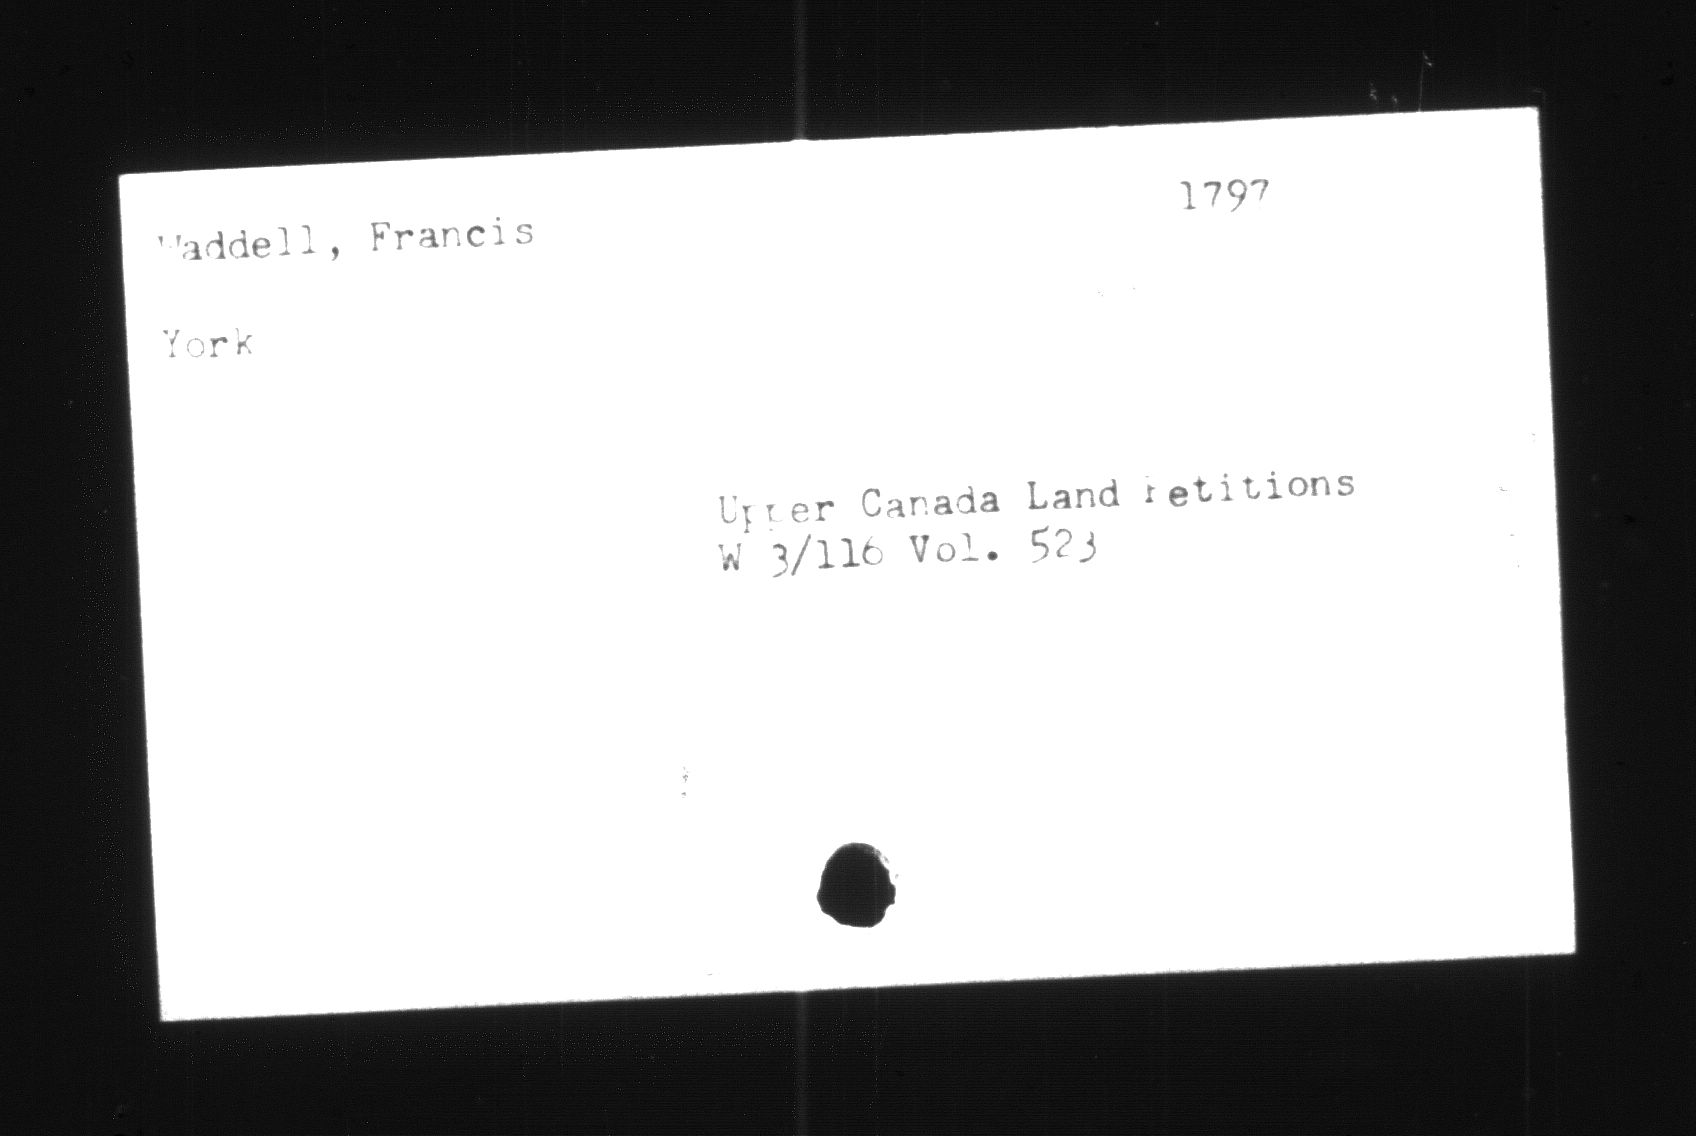 Waddell, Francis 1797
York
Upper Canada Land Petitions
W 3/116 Vol. 523